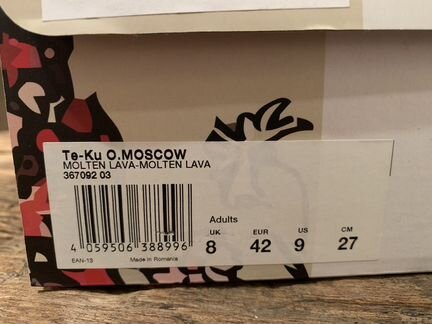 Te-Ku O.MOSCOW
MOLTEN LAVA-MOLTEN LAVA
367092 03
Adults
UK EUR US CM
8 42 9 27
4 059506 388996
EAN-13 Made in Romania